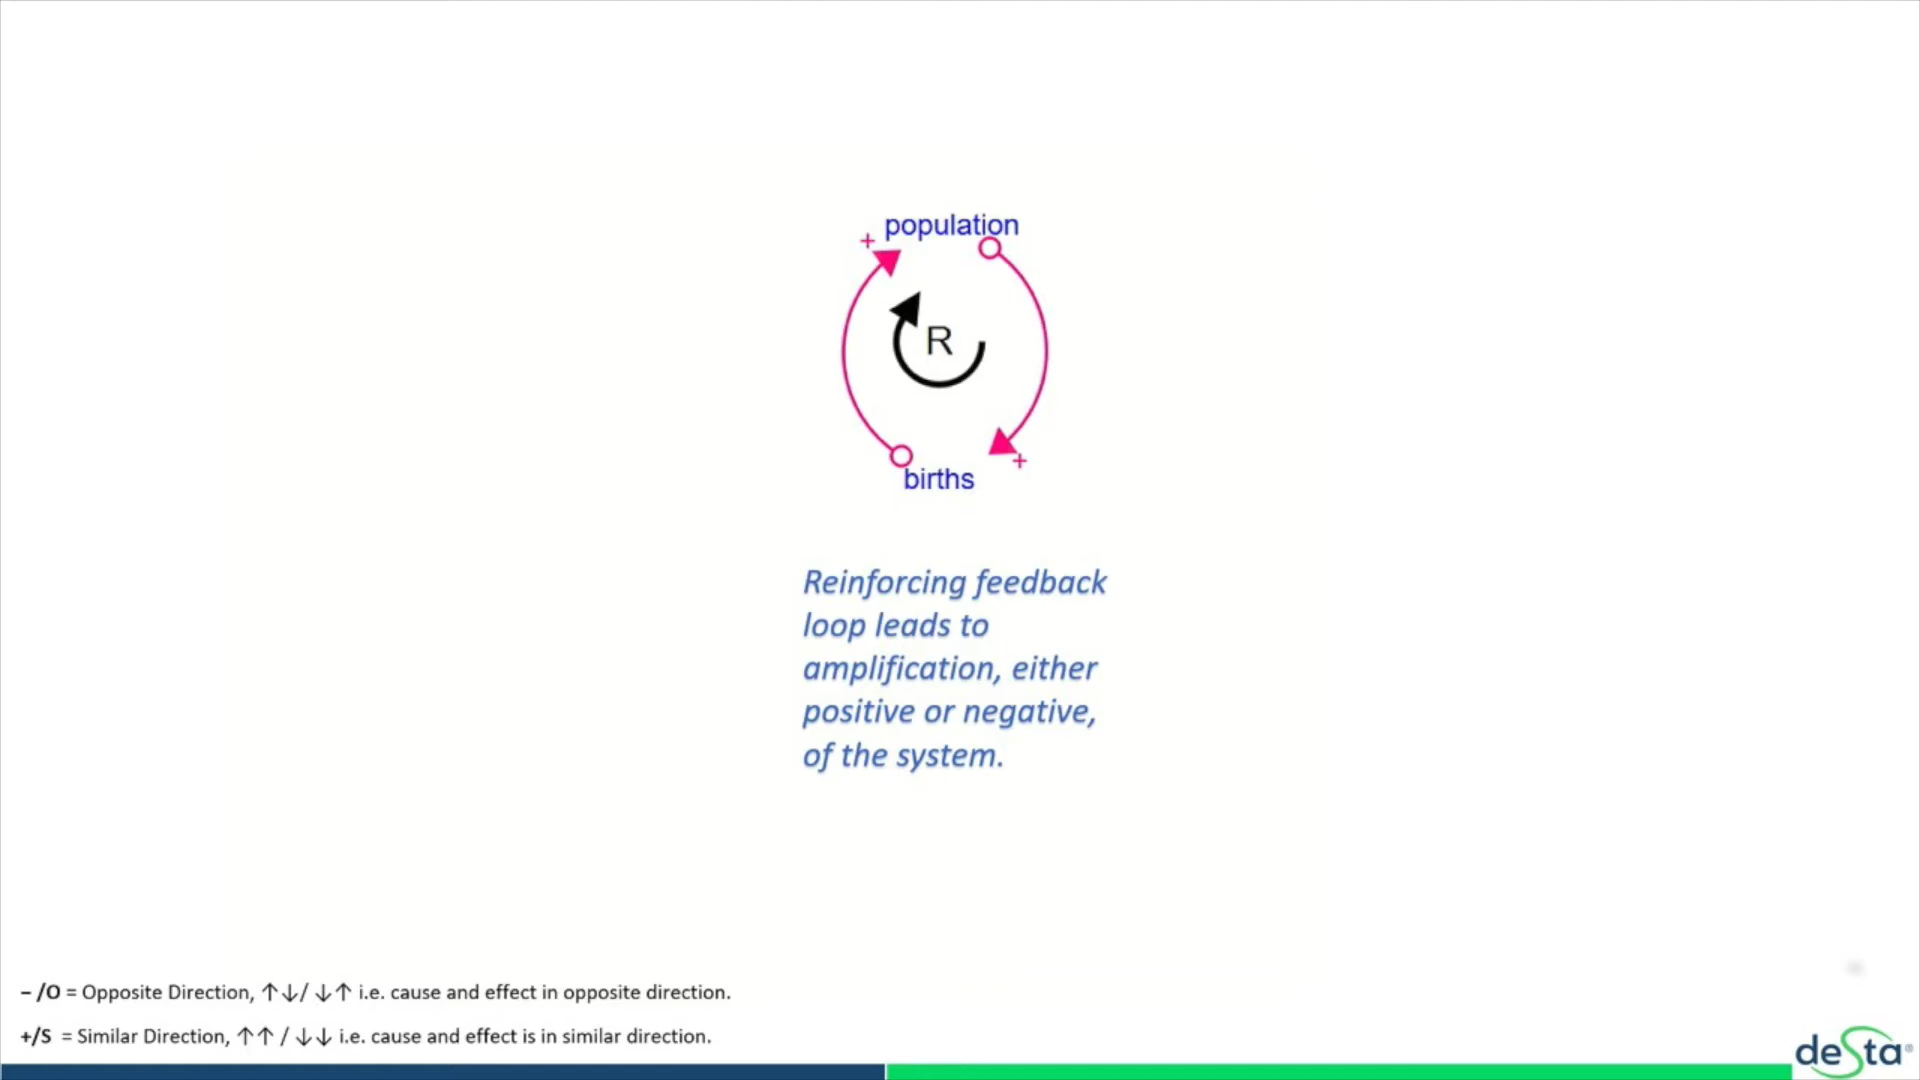 population
+
R
+
births
Reinforcing feedback
loop leads to
amplification, either
positive or negative,
of the system.
– /O = Opposite Direction, ↑↓/ ↓↑ i.e. cause and effect in opposite direction.
+/S = Similar Direction, ↑↑ / ↓↓ i.e. cause and effect is in similar direction.
deSta®